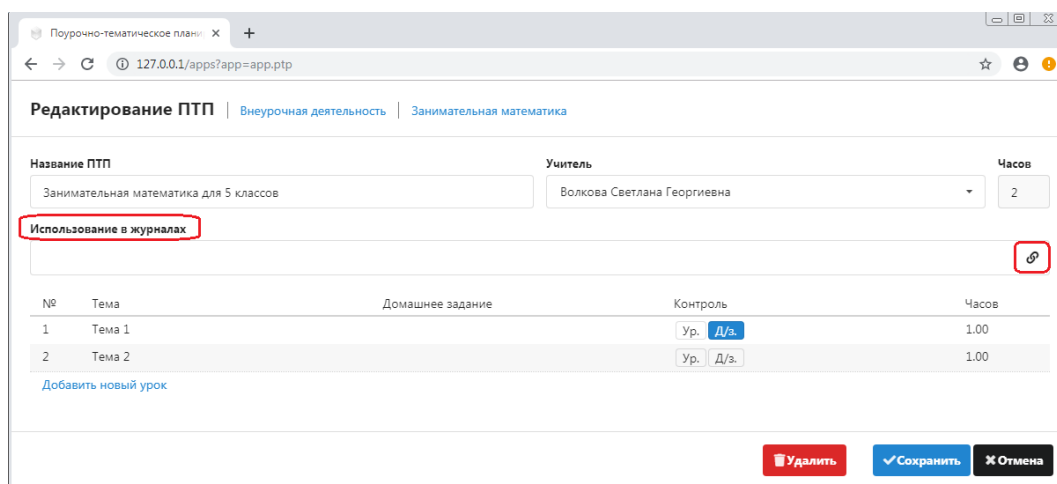 Поурочно-тематическое плани
127.0.0.1/apps?app=app.ptp
Редактирование ПТП | Внеурочная деятельность | Занимательная математика
Название ПТП Учитель Часов
Занимательная математика для 5 классов Волкова Светлана Георгиевна 2
Использование в журналах
№ Тема Домашнее задание Контроль Часов
1 Тема 1 Ур. Д/з. 1.00
2 Тема 2 Ур. Д/з. 1.00
Добавить новый урок
Удалить Сохранить Отмена